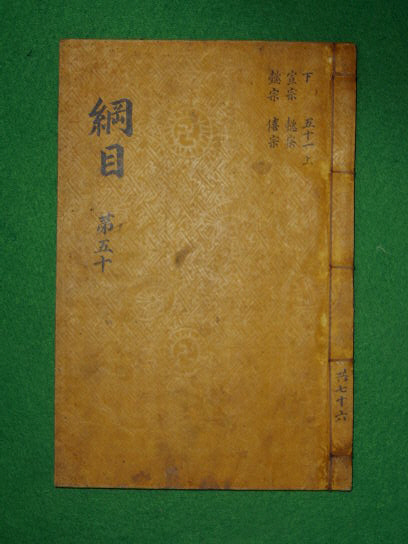 綱目
第五十
下 五十一上
宣宗 懿宗
懿宗 僖宗
共七十六